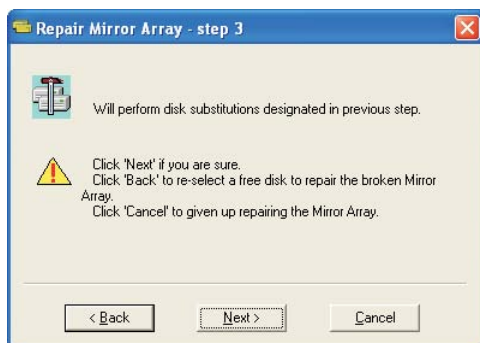 Repair Mirror Array - step 3
Will perform disk substitutions designated in previous step.
Click 'Next' if you are sure.
Click 'Back' to re-select a free disk to repair the broken Mirror
Array.
Click 'Cancel' to given up repairing the Mirror Array.
< Back Next > Cancel